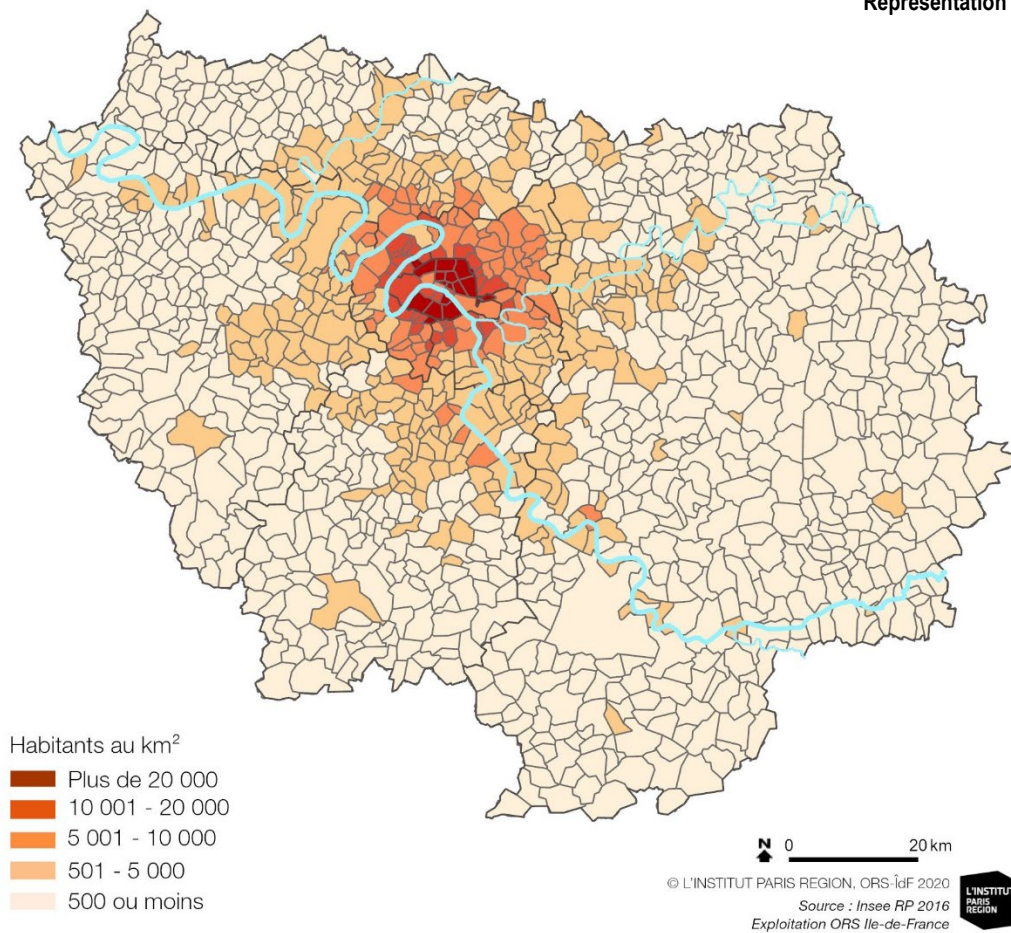 Représentation
Habitants au km²
Plus de 20 000
10 001 - 20 000
5 001 - 10 000
501 - 5 000
500 ou moins
N 0 20 km
© L'INSTITUT PARIS REGION, ORS-ÎdF 2020
Source : Insee RP 2016
Exploitation ORS Ile-de-France
L'INSTITUT
PARIS
REGION